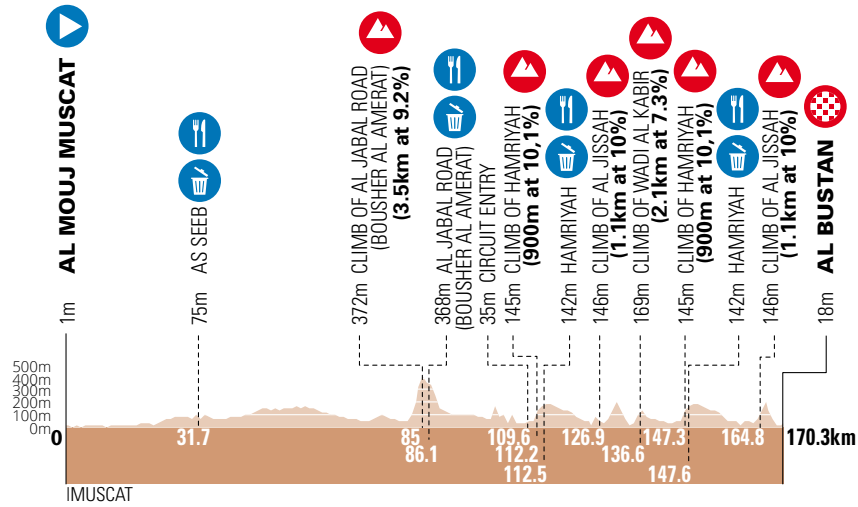 AL MOUJ MUSCAT
1m
AS SEEB
75m
CLIMB OF AL JABAL ROAD
(BOUSHER AL AMERAT)
(3.5km at 9.2%)
372m
AL JABAL ROAD
(BOUSHER AL AMERAT)
368m
CIRCUIT ENTRY
35m
CLIMB OF HAMRIYAH
(900m at 10,1%)
145m
HAMRIYAH
142m
CLIMB OF AL JISSAH
(1.1km at 10%)
146m
CLIMB OF WADI AL KABIR
(2.1km at 7.3%)
169m
CLIMB OF HAMRIYAH
(900m at 10,1%)
145m
HAMRIYAH
142m
CLIMB OF AL JISSAH
(1.1km at 10%)
146m
AL BUSTAN
18m
500m
400m
300m
200m
100m
0m
0
31.7
85
86.1
109.6
112.2
112.5
126.9
136.6
147.3
147.6
164.8
170.3km
IMUSCAT